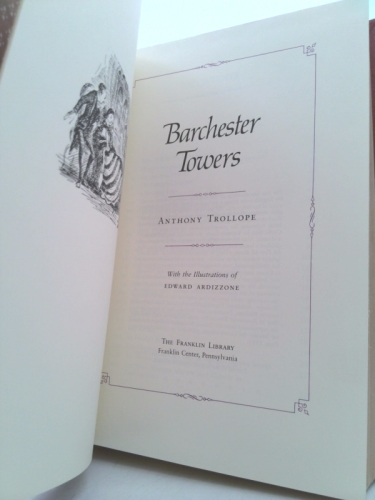 Barchester
Towers
ANTHONY TROLLOPE
With the Illustrations of
EDWARD ARDIZZONE
THE FRANKLIN LIBRARY
Franklin Center, Pennsylvania